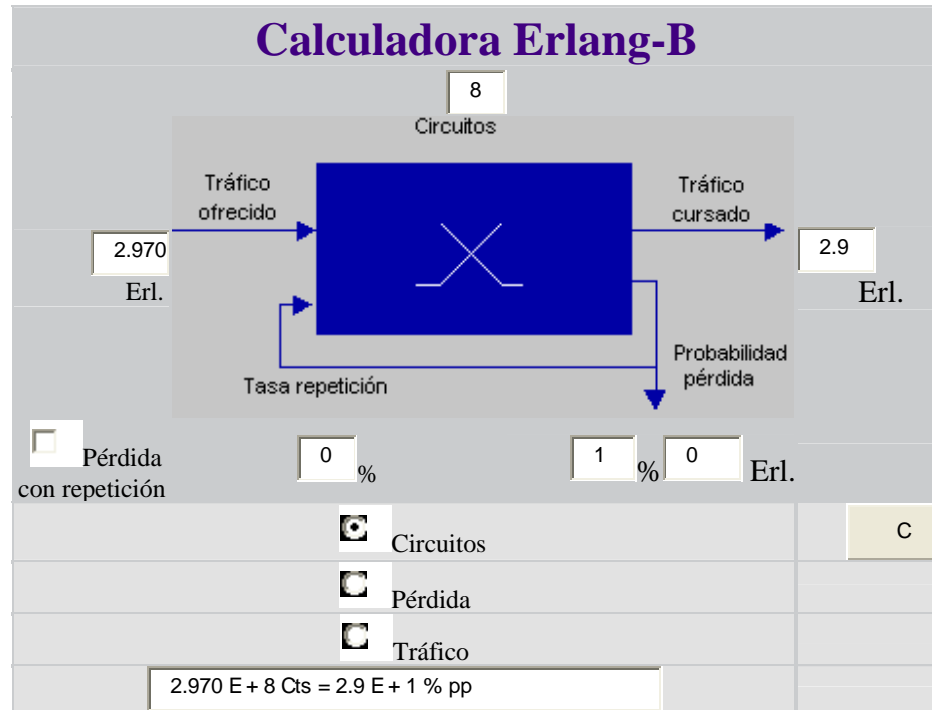 Calculadora Erlang-B
8
Circuitos
Tráfico
ofrecido
Tráfico
cursado
2.970
Erl.
2.9
Erl.
Probabilidad
pérdida
Tasa repetición
Pérdida
con repetición
0 %
1 % 0 Erl.
Circuitos
C
Pérdida
Tráfico
2.970 E + 8 Cts = 2.9 E + 1 % pp